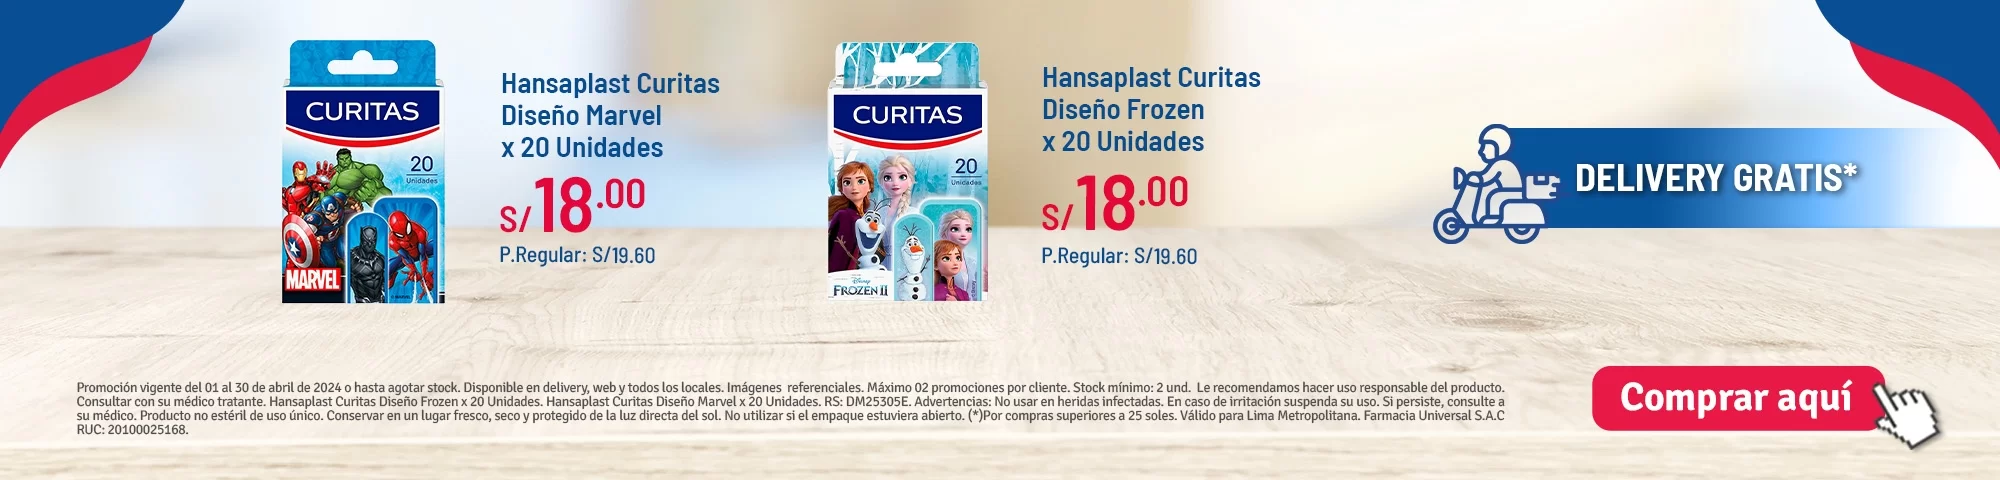 CURITAS
20
Unidades
MARVEL
Hansaplast Curitas
Diseño Marvel
x 20 Unidades
S/18.00
P.Regular: S/19.60
CURITAS
20
Unidades
Disney
FROZEN II
Hansaplast Curitas
Diseño Frozen
x 20 Unidades
S/18.00
P.Regular: S/19.60
DELIVERY GRATIS*
Promoción vigente del 01 al 30 de abril de 2024 o hasta agotar stock. Disponible en delivery, web y todos los locales. Imágenes referenciales. Máximo 02 promociones por cliente. Stock mínimo: 2 und. Le recomendamos hacer uso responsable del producto.
Consultar con su médico tratante. Hansaplast Curitas Diseño Frozen x 20 Unidades. Hansaplast Curitas Diseño Marvel x 20 Unidades. RS: DM25305E. Advertencias: No usar en heridas infectadas. En caso de irritación suspenda su uso. Si persiste, consulte a
su médico. Producto no estéril de uso único. Conservar en un lugar fresco, seco y protegido de la luz directa del sol. No utilizar si el empaque estuviera abierto. (*)Por compras superiores a 25 soles. Válido para Lima Metropolitana. Farmacia Universal S.A.C
RUC: 20100025168.
Comprar aquí